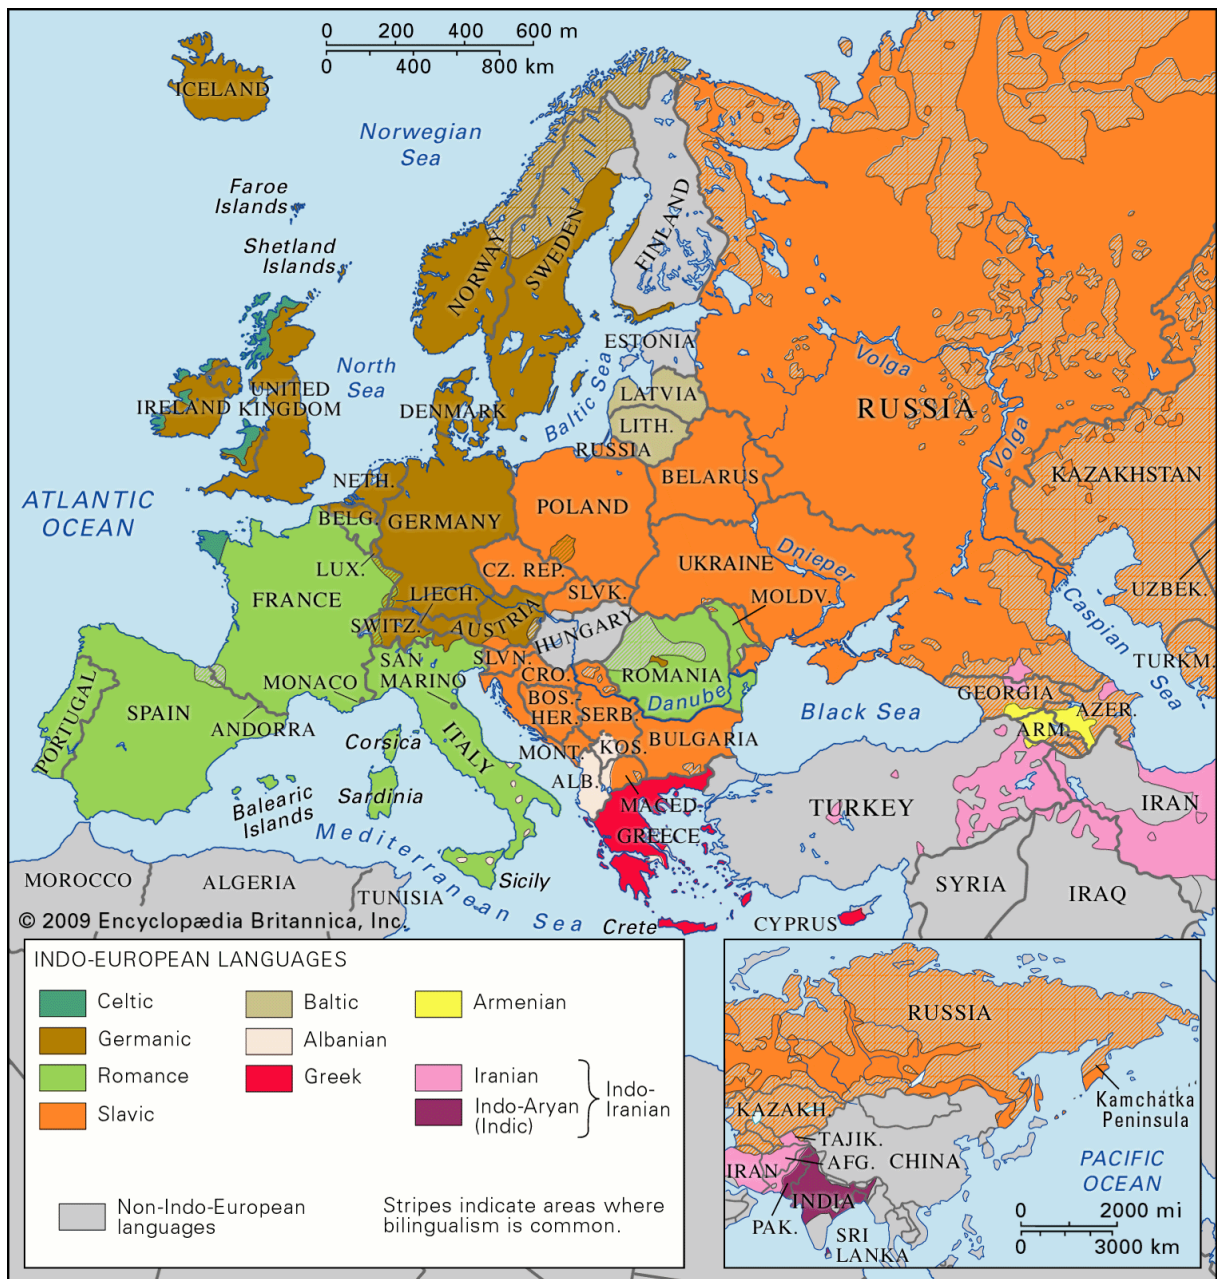 0 200 400 600 m
0 400 800 km
ICELAND
Norwegian
Sea
Faroe
Islands
Shetland
Islands
NORWAY
SWEDEN
FINLAND
North
Sea
ESTONIA
Baltic Sea
LATVIA
LITH.
RUSSIA
Volga
RUSSIA
Volga
IRELAND
UNITED
KINGDOM
DENMARK
NETH.
BELG.
GERMANY
POLAND
BELARUS
KAZAKHSTAN
ATLANTIC
OCEAN
LUX.
CZ. REP.
UKRAINE
Dnieper
FRANCE
LIECH.
SLVK.
MOLDV.
UZBEK.
SWITZ.
AUSTRIA
HUNGARY
Caspian Sea
SAN
MARINO
SLVN.
CRO.
ROMANIA
TURKM.
MONACO
BOS.
HER.
SERB.
Danube
GEORGIA
AZER.
ARM.
PORTUGAL
SPAIN
ANDORRA
Corsica
ITALY
MONT.
KOS.
BULGARIA
Black Sea
ALB.
Balearic
Islands
Sardinia
MACED.
GREECE
TURKEY
IRAN
Mediterranean Sea
MOROCCO
ALGERIA
TUNISIA
Sicily
Crete
CYPRUS
SYRIA
IRAQ
© 2009 Encyclopædia Britannica, Inc.
INDO-EUROPEAN LANGUAGES
Celtic
Germanic
Romance
Slavic
Baltic
Albanian
Greek
Armenian
Iranian
Indo-Aryan
(Indic)
Indo-
Iranian
Non-Indo-European
languages
Stripes indicate areas where
bilingualism is common.
RUSSIA
Kamchatka
Peninsula
KAZAKH.
TAJIK.
AFG.
CHINA
IRAN
INDIA
PAK.
SRI
LANKA
PACIFIC
OCEAN
0 2000 mi
0 3000 km